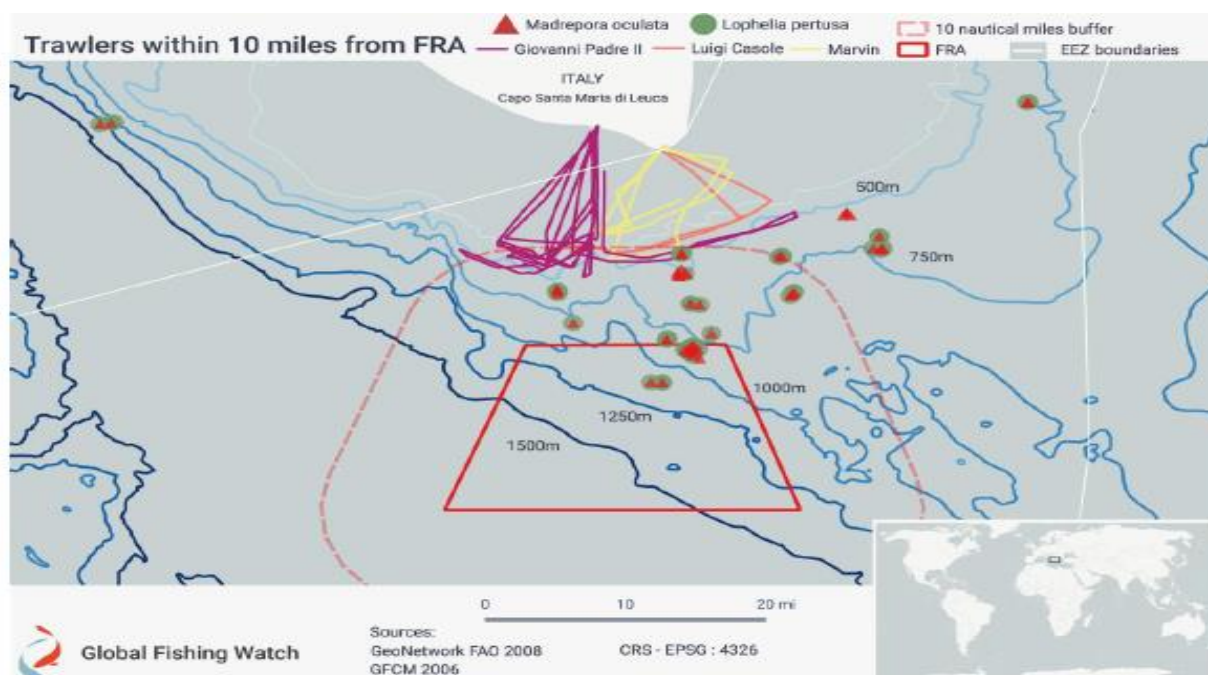 Trawlers within 10 miles from FRA
Madrepora oculata
Lophelia pertusa
10 nautical miles buffer
Giovanni Padre II
Luigi Casole
Marvin
FRA
EEZ boundaries
ITALY
Capo Santa Maria di Leuca
500m
750m
1000m
1250m
1500m
0 10 20 mi
Global Fishing Watch
Sources:
GeoNetwork FAO 2008
GFCM 2006
CRS - EPSG : 4326